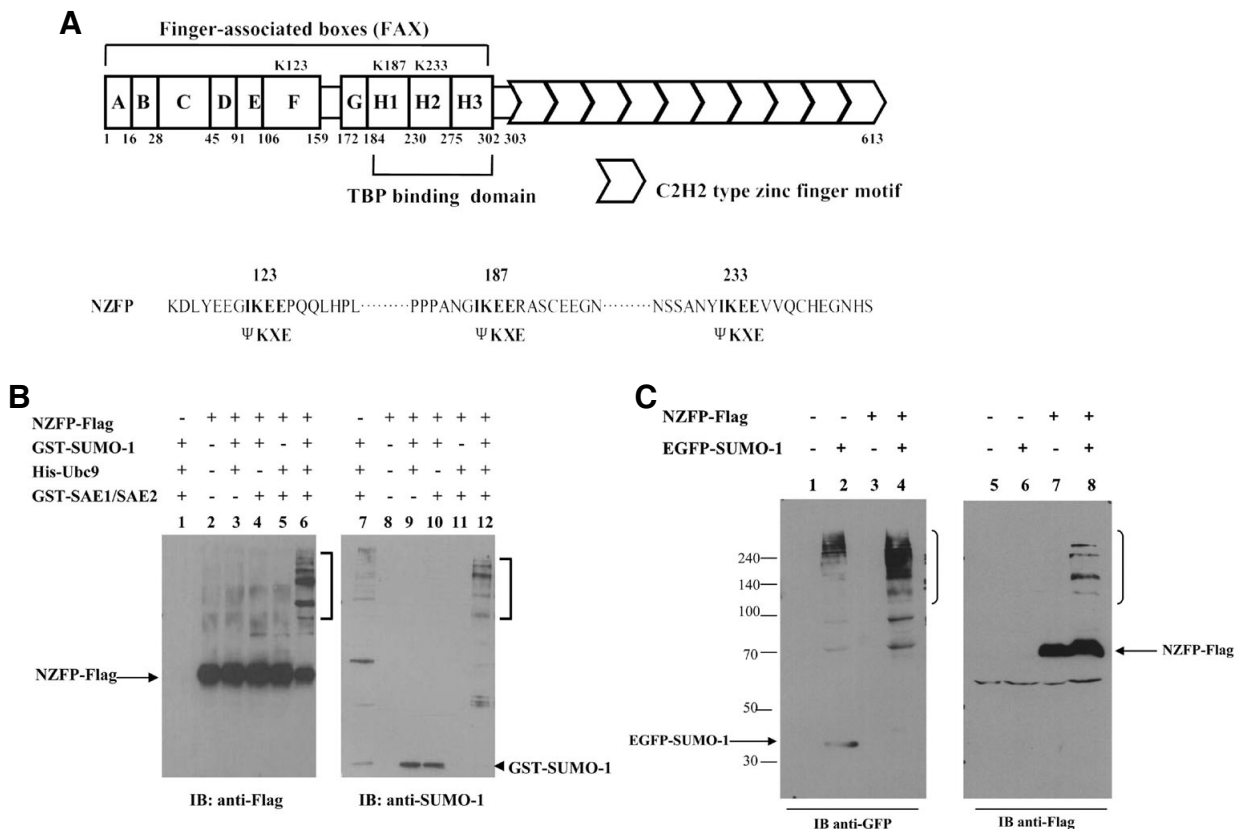 A
Finger-associated boxes (FAX)
K123 K187 K233
A B C D E F G H1 H2 H3
1 16 28 45 91 106 159 172 184 230 275 302 303 613
TBP binding domain
C2H2 type zinc finger motif
123 187 233
NZFP KDLYEEGIKEEPQQLHPL·········PPPANGIKEERASCEEGN·········NSSANYIKEEVVQCHEGNHS
ΨKXE ΨKXE ΨKXE
B
NZFP-Flag - + + + + + - + + + + +
GST-SUMO-1 + - + + - + + - + + - +
His-Ubc9 + - + - + + + - + - + +
GST-SAE1/SAE2 + - - + + + + - - + + +
1 2 3 4 5 6 7 8 9 10 11 12
NZFP-Flag
GST-SUMO-1
IB: anti-Flag IB: anti-SUMO-1
C
NZFP-Flag - - + + - - + +
EGFP-SUMO-1 - + - + - + - +
1 2 3 4 5 6 7 8
240
140
100
70
50
30
NZFP-Flag
EGFP-SUMO-1
IB anti-GFP IB anti-Flag